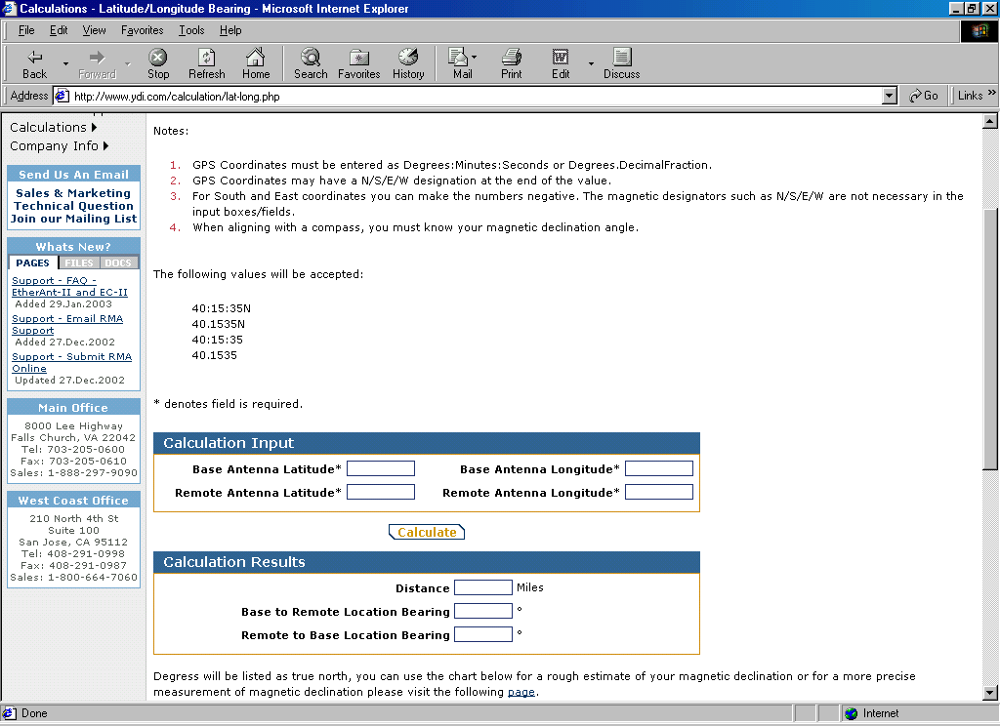 Calculations - Latitude/Longitude Bearing - Microsoft Internet Explorer
File Edit View Favorites Tools Help
Back Forward Stop Refresh Home Search Favorites History Mail Print Edit Discuss
Address http://www.ydi.com/calculation/lat-long.php Go Links »
Calculations
Company Info
Send Us An Email
Sales & Marketing
Technical Question
Join our Mailing List
Whats New?
PAGES FILES DOCS
Support - FAQ -
EtherAnt-II and EC-II
Added 29.Jan.2003
Support - Email RMA
Support
Added 27.Dec.2002
Support - Submit RMA
Online
Updated 27.Dec.2002
Main Office
8000 Lee Highway
Falls Church, VA 22042
Tel: 703-205-0600
Fax: 703-205-0610
Sales: 1-888-297-9090
West Coast Office
210 North 4th St
Suite 100
San Jose, CA 95112
Tel: 408-291-0998
Fax: 408-291-0987
Sales: 1-800-664-7060
Notes:
1. GPS Coordinates must be entered as Degrees:Minutes:Seconds or Degrees.DecimalFraction.
2. GPS Coordinates may have a N/S/E/W designation at the end of the value.
3. For South and East coordinates you can make the numbers negative. The magnetic designators such as N/S/E/W are not necessary in the
input boxes/fields.
4. When aligning with a compass, you must know your magnetic declination angle.
The following values will be accepted:
40:15:35N
40.1535N
40:15:35
40.1535
* denotes field is required.
Calculation Input
Base Antenna Latitude* Base Antenna Longitude*
Remote Antenna Latitude* Remote Antenna Longitude*
Calculate
Calculation Results
Distance Miles
Base to Remote Location Bearing °
Remote to Base Location Bearing °
Degress will be listed as true north, you can use the chart below for a rough estimate of your magnetic declination or for a more precise
measurement of magnetic declination please visit the following page.
Done Internet